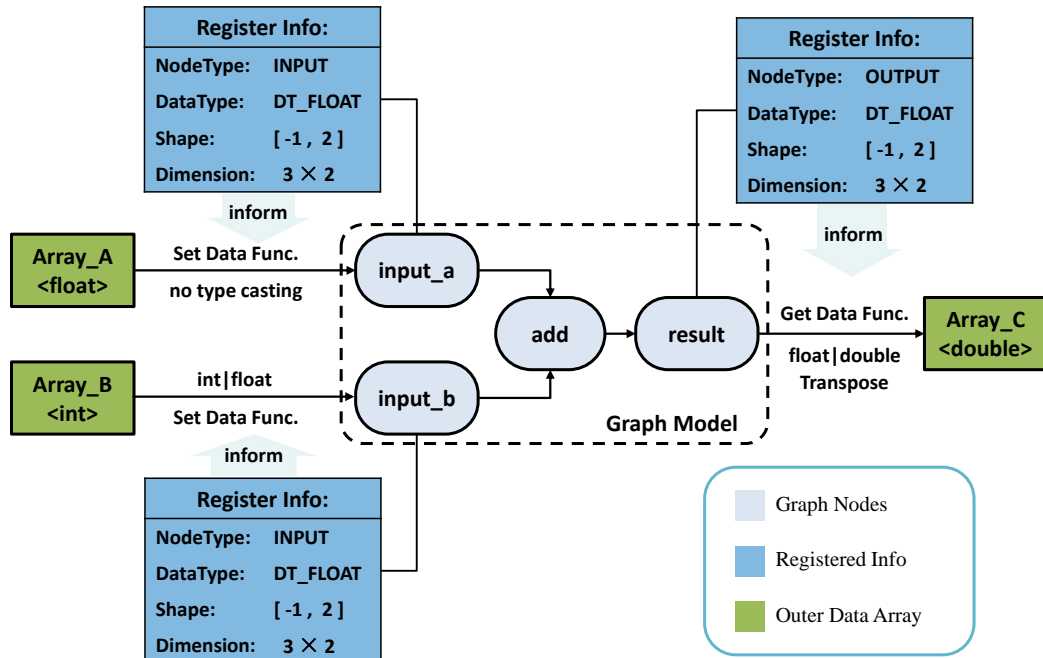 Register Info:
NodeType: INPUT
DataType: DT_FLOAT
Shape: [ -1 , 2 ]
Dimension: 3 × 2
inform
Register Info:
NodeType: OUTPUT
DataType: DT_FLOAT
Shape: [ -1 , 2 ]
Dimension: 3 × 2
inform
Array_A
<float>
Set Data Func.
no type casting
input_a
add
result
Get Data Func.
float|double
Transpose
Array_C
<double>
Array_B
<int>
int|float
Set Data Func.
input_b
Graph Model
inform
Register Info:
NodeType: INPUT
DataType: DT_FLOAT
Shape: [ -1 , 2 ]
Dimension: 3 × 2
Graph Nodes
Registered Info
Outer Data Array